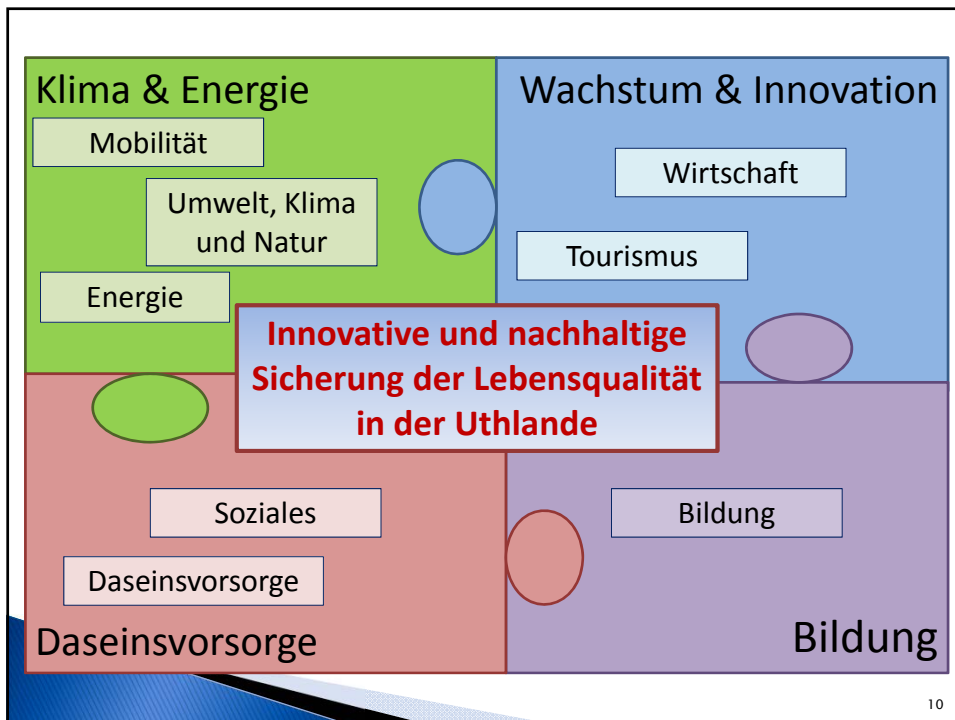 Klima & Energie
Wachstum & Innovation
Mobilität
Wirtschaft
Umwelt, Klima
und Natur
Tourismus
Energie
Innovative und nachhaltige
Sicherung der Lebensqualität
in der Uthlande
Soziales
Bildung
Daseinsvorsorge
Daseinsvorsorge
Bildung
10